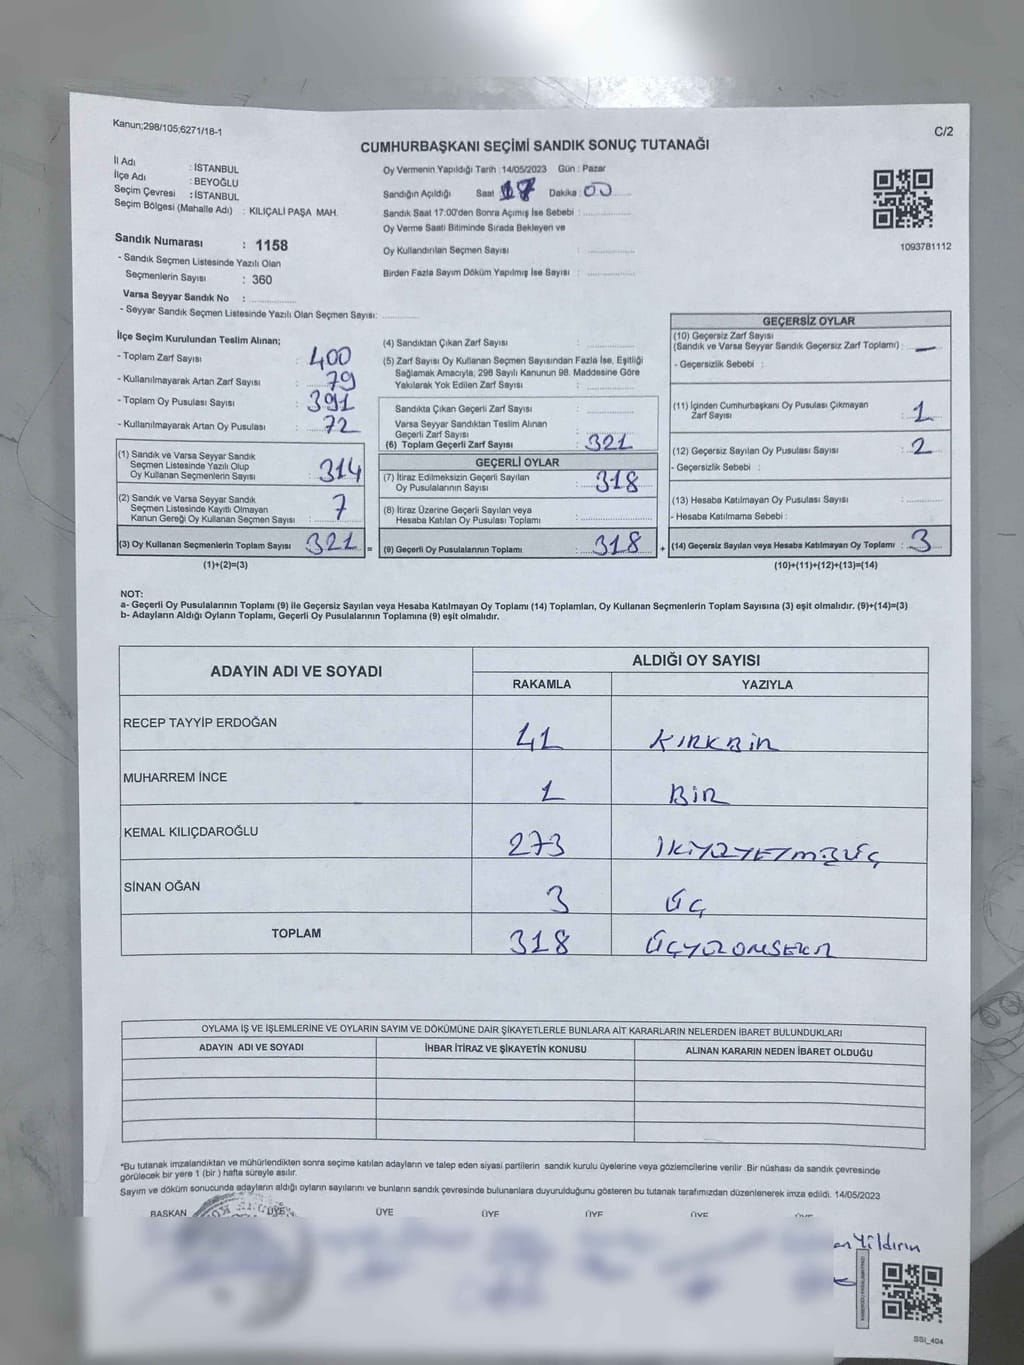 Kanun;298/105;6271/18-1
C/2
CUMHURBAŞKANI SEÇİMİ SANDIK SONUÇ TUTANAĞI
İl Adı : İSTANBUL
İlçe Adı : BEYOĞLU
Seçim Çevresi : İSTANBUL
Seçim Bölgesi (Mahalle Adı) : KILIÇALİ PAŞA MAH.
Sandık Numarası : 1158
- Sandık Seçmen Listesinde Yazılı Olan
Seçmenlerin Sayısı : 360
Varsa Seyyar Sandık No :
- Seyyar Sandık Seçmen Listesinde Yazılı Olan Seçmen Sayısı:
Oy Vermenin Yapıldığı Tarih :14/05/2023 Gün : Pazar
Sandığın Açıldığı Saat 17 Dakika 00
Sandık Saat 17:00'den Sonra Açımış İse Sebebi :
Oy Verme Saati Bitiminde Sırada Bekleyen ve
Oy Kullandırılan Seçmen Sayısı :
Birden Fazla Sayım Döküm Yapılmış İse Sayısı :
1093781112
İlçe Seçim Kurulundan Teslim Alınan;
- Toplam Zarf Sayısı : 400
- Kullanılmayarak Artan Zarf Sayısı : 79
- Toplam Oy Pusulası Sayısı : 391
- Kullanılmayarak Artan Oy Pusulası : 72
(1) Sandık ve Varsa Seyyar Sandık
Seçmen Listesinde Yazılı Olup
Oy Kullanan Seçmenlerin Sayısı : 314
(2) Sandık ve Varsa Seyyar Sandık
Seçmen Listesinde Kayıtlı Olmayan
Kanun Gereği Oy Kullanan Seçmen Sayısı : 7
(3) Oy Kullanan Seçmenlerin Toplam Sayısı : 321 =
(1)+(2)=(3)
(4) Sandıktan Çıkan Zarf Sayısı :
(5) Zarf Sayısı Oy Kullanan Seçmen Sayısından Fazla İse, Eşitliği
Sağlamak Amacıyla, 298 Sayılı Kanunun 98. Maddesine Göre
Yakılarak Yok Edilen Zarf Sayısı :
Sandıkta Çıkan Geçerli Zarf Sayısı :
Varsa Seyyar Sandıktan Teslim Alınan
Geçerli Zarf Sayısı :
(6) Toplam Geçerli Zarf Sayısı : 321
GEÇERLİ OYLAR
(7) İtiraz Edilmeksizin Geçerli Sayılan
Oy Pusulalarının Sayısı : 318
(8) İtiraz Üzerine Geçerli Sayılan veya
Hesaba Katılan Oy Pusulası Toplamı :
(9) Geçerli Oy Pusulalarının Toplamı : 318 +
GEÇERSİZ OYLAR
(10) Geçersiz Zarf Sayısı
(Sandık ve Varsa Seyyar Sandık Geçersiz Zarf Toplamı) : —
- Geçersizlik Sebebi :
(11) İçinden Cumhurbaşkanı Oy Pusulası Çıkmayan
Zarf Sayısı : 1
(12) Geçersiz Sayılan Oy Pusulası Sayısı : 2
- Geçersizlik Sebebi :
(13) Hesaba Katılmayan Oy Pusulası Sayısı :
- Hesaba Katılmama Sebebi :
(14) Geçersiz Sayılan veya Hesaba Katılmayan Oy Toplamı : 3
(10)+(11)+(12)+(13)=(14)
NOT:
a- Geçerli Oy Pusulalarının Toplamı (9) ile Geçersiz Sayılan veya Hesaba Katılmayan Oy Toplamı (14) Toplamları, Oy Kullanan Seçmenlerin Toplam Sayısına (3) eşit olmalıdır. (9)+(14)=(3)
b- Adayların Aldığı Oyların Toplamı, Geçerli Oy Pusulalarının Toplamına (9) eşit olmalıdır.
ADAYIN ADI VE SOYADI
ALDIĞI OY SAYISI
RAKAMLA YAZIYLA
RECEP TAYYİP ERDOĞAN 41 KIRKBİR
MUHARREM İNCE 1 BİR
KEMAL KILIÇDAROĞLU 273
SİNAN OĞAN 3 ÜÇ
TOPLAM 318
OYLAMA İŞ VE İŞLEMLERİNE VE OYLARIN SAYIM VE DÖKÜMÜNE DAİR ŞİKAYETLERLE BUNLARA AİT KARARLARIN NELERDEN İBARET BULUNDUKLARI
ADAYIN ADI VE SOYADI İHBAR İTİRAZ VE ŞİKAYETİN KONUSU ALINAN KARARIN NEDEN İBARET OLDUĞU
*Bu tutanak imzalandıktan ve mühürlendikten sonra seçime katılan adayların ve talep eden siyasi partilerin sandık kurulu üyelerine veya gözlemcilerine verilir. Bir nüshası da sandık çevresinde
görülecek bir yere 1 (bir ) hafta süreyle asılır.
Sayım ve döküm sonucunda adayların aldığı oyların sayılarını ve bunların sandık çevresinde bulunanlara duyurulduğunu gösteren bu tutanak tarafımızdan düzenlenerek imza edildi. 14/05/2023
BAŞKAN ÜYE ÜYE ÜYE ÜYE
Yıldırım
SSI_404